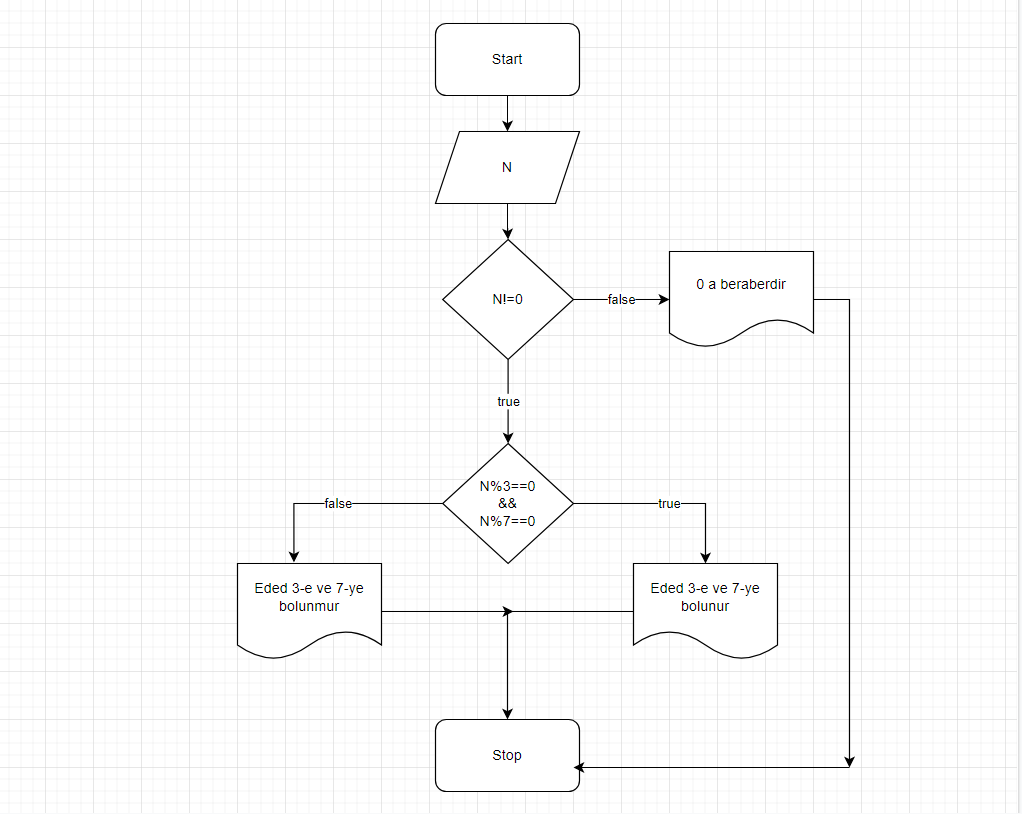 Start
N
N!=0
false
0 a beraberdir
true
N%3==0
&&
N%7==0
false
true
Eded 3-e ve 7-ye
bolunmur
Eded 3-e ve 7-ye
bolunur
Stop